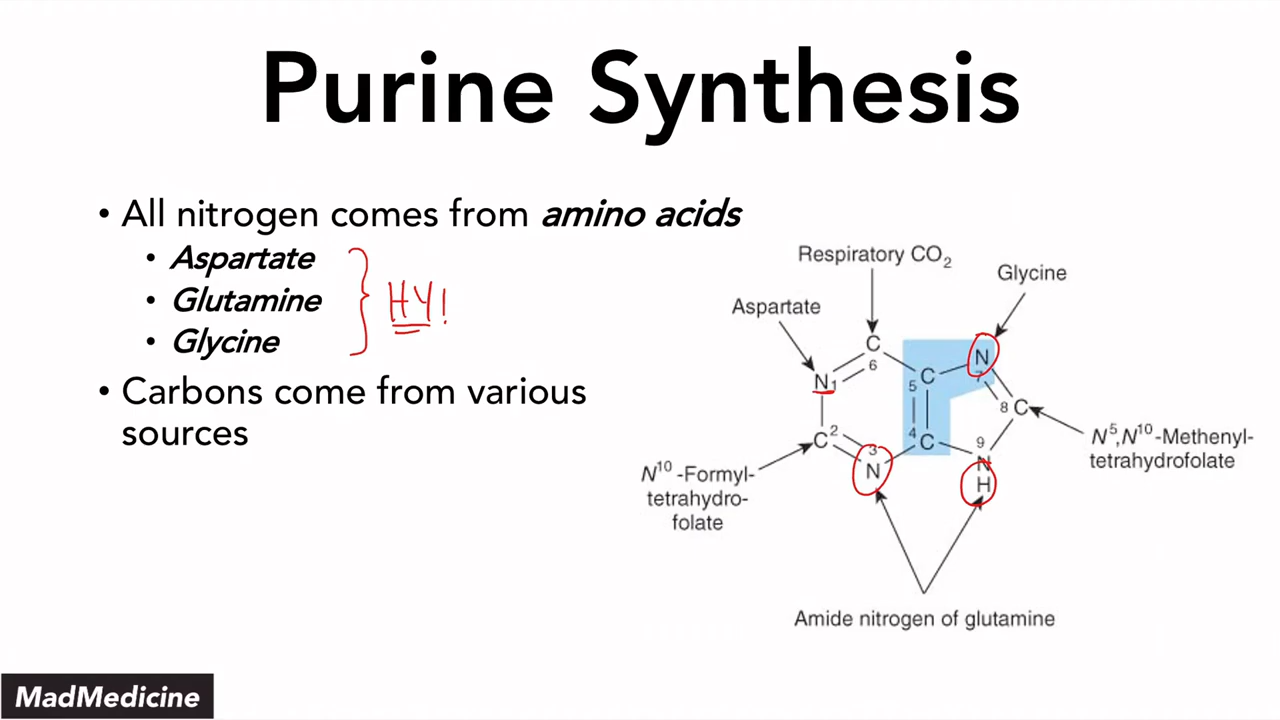 Purine Synthesis
• All nitrogen comes from amino acids
• Aspartate
• Glutamine
• Glycine
HY!
• Carbons come from various
sources
Respiratory CO₂
Glycine
Aspartate
C
6
N
7
N1
5
C
8
C
C2
4
C
9
N
H
3
N
N⁵,N¹⁰-Methenyl-
tetrahydrofolate
N¹⁰-Formyl-
tetrahydro-
folate
Amide nitrogen of glutamine
MadMedicine